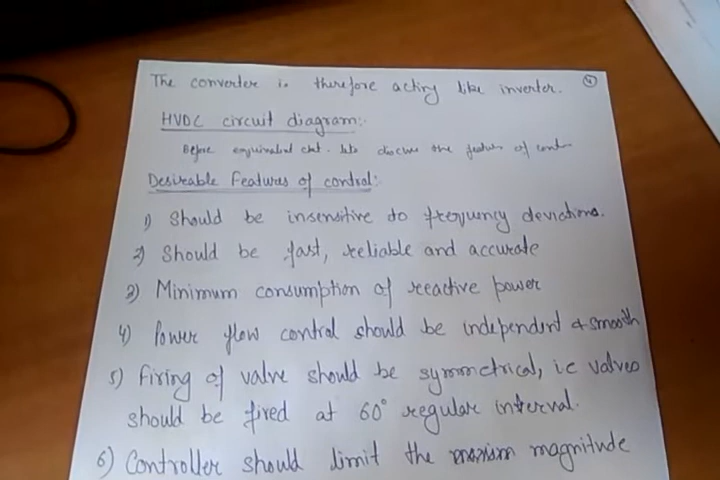 The converter is therefore acting like inverter. 4
HVDC circuit diagram:-
Before equivalent ckt. lets discuss the features of
Desirable Features of control:-
1) Should be insensitive to frequency deviations.
2) Should be fast, reliable and accurate
3) Minimum consumption of reactive power
4) Power flow control should be independent & smooth
5) Firing of valve should be symmetrical, ie valves
should be fired at 60° regular interval.
6) Controller should limit the magnitude